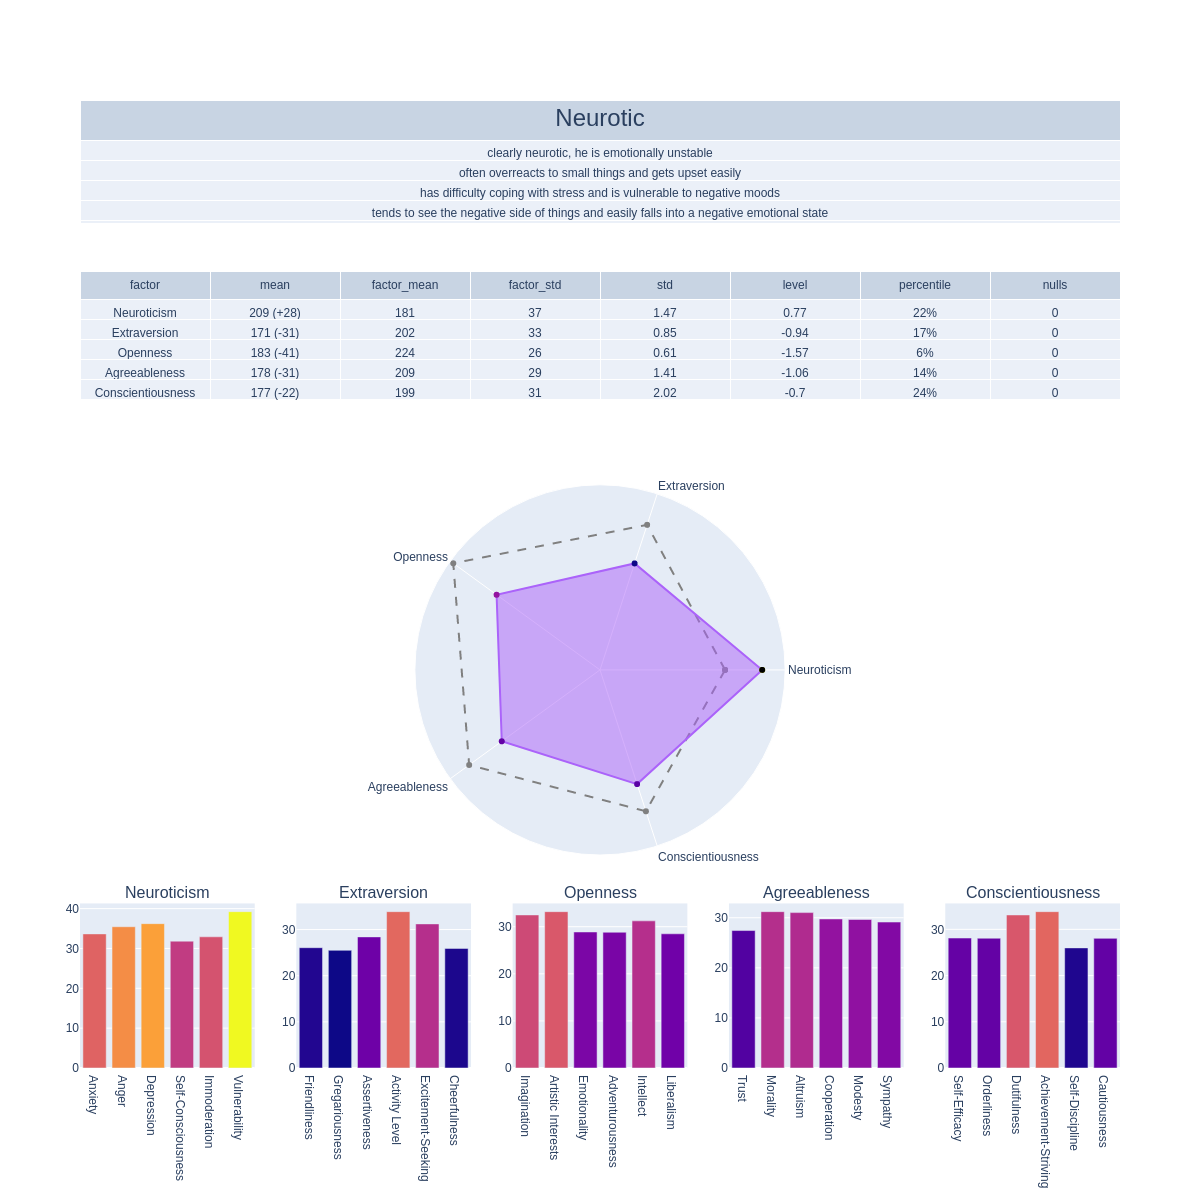 Neurotic
clearly neurotic, he is emotionally unstable
often overreacts to small things and gets upset easily
has difficulty coping with stress and is vulnerable to negative moods
tends to see the negative side of things and easily falls into a negative emotional state
factor mean factor_mean factor_std std level percentile nulls
Neuroticism 209 (+28) 181 37 1.47 0.77 22% 0
Extraversion 171 (-31) 202 33 0.85 -0.94 17% 0
Openness 183 (-41) 224 26 0.61 -1.57 6% 0
Agreeableness 178 (-31) 209 29 1.41 -1.06 14% 0
Conscientiousness 177 (-22) 199 31 2.02 -0.7 24% 0
Extraversion
Openness
Neuroticism
Agreeableness
Conscientiousness
Neuroticism
40
30
20
10
0
Anxiety
Anger
Depression
Self-Consciousness
Immoderation
Vulnerability
Extraversion
30
20
10
0
Friendliness
Gregariousness
Assertiveness
Activity Level
Excitement-Seeking
Cheerfulness
Openness
30
20
10
0
Imagination
Artistic Interests
Emotionality
Adventurousness
Intellect
Liberalism
Agreeableness
30
20
10
0
Trust
Morality
Altruism
Cooperation
Modesty
Sympathy
Conscientiousness
30
20
10
0
Self-Efficacy
Orderliness
Dutifulness
Achievement-Striving
Self-Discipline
Cautiousness